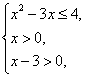 x² − 3x ≤ 4,
x > 0,
x − 3 > 0,